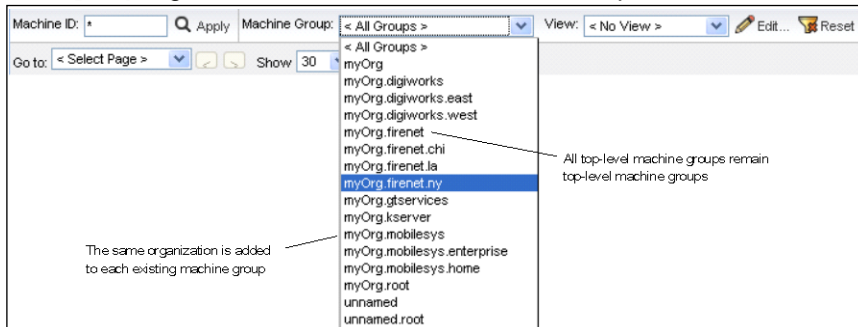 Machine ID: * Apply Machine Group: < All Groups > View: < No View > Edit... Reset
Go to: < Select Page > Show 30
< All Groups >
myOrg
myOrg.digiworks
myOrg.digiworks.east
myOrg.digiworks.west
myOrg.firenet
myOrg.firenet.chi
myOrg.firenet.la
myOrg.firenet.ny
myOrg.gtservices
myOrg.kserver
myOrg.mobilesys
myOrg.mobilesys.enterprise
myOrg.mobilesys.home
myOrg.root
unnamed
unnamed.root
All top-level machine groups remain
top-level machine groups
The same organization is added
to each existing machine group